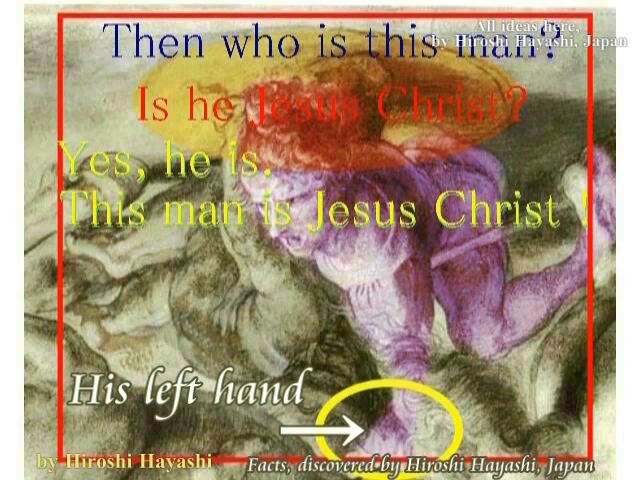 All ideas here,
by Hiroshi Hayashi, Japan
Then who is this man?
Is he Jesus Christ?
Yes, he is.
This man is Jesus Christ !
His left hand
by Hiroshi Hayashi
Facts, discovered by Hiroshi Hayashi, Japan